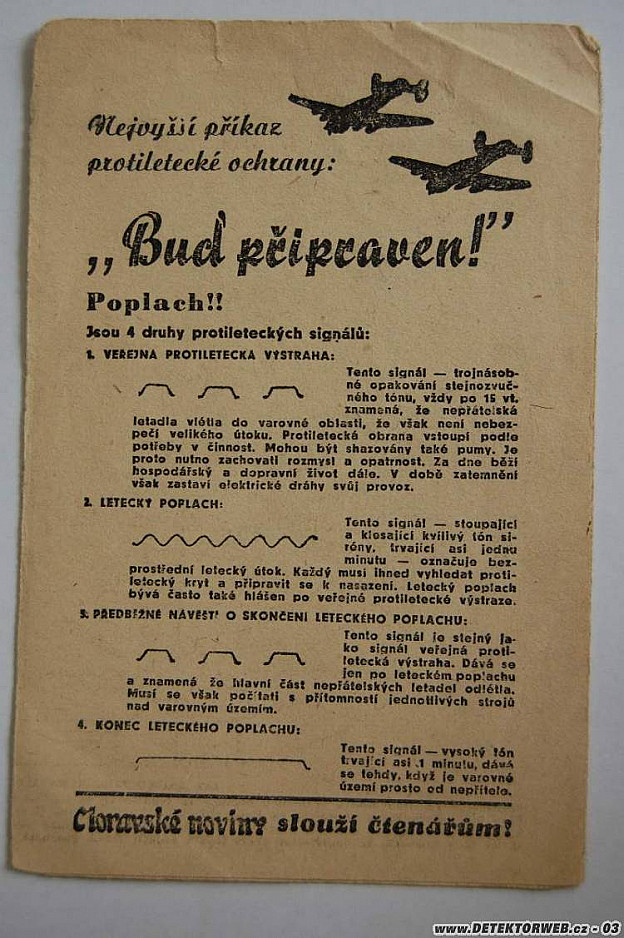 Nejvyšší příkaz
protiletecké ochrany:
„Buď připraven!”
Poplach!!
Jsou 4 druhy protileteckých signálů:
1. VEŘEJNÁ PROTILETECKÁ VÝSTRAHA:
Tento signál — trojnásob-
né opakování stejnozvuč-
ného tónu, vždy po 15 vt.
znamená, že nepřátelská
letadla vlétla do varovné oblasti, že však není nebez-
pečí velikého útoku. Protiletecká obrana vstoupí podle
potřeby v činnost. Mohou být shazovány také pumy. Je
proto nutno zachovati rozmysl a opatrnost. Za dne běží
hospodářský a dopravní život dále. V době zatemnění
však zastaví elektrické dráhy svůj provoz.
2. LETECKÝ POPLACH:
Tento signál — stoupající
a klesající kvílivý tón si-
rény, trvající asi jednu
minutu — označuje bez-
prostřední letecký útok. Každý musí ihned vyhledat proti-
letecký kryt a připravit se k nasazení. Letecký poplach
bývá často také hlášen po veřejné protiletecké výstraze.
3. PŘEDBĚŽNÉ NÁVĚSTÍ O SKONČENÍ LETECKÉHO POPLACHU:
Tento signál je stejný ja-
ko signál veřejná proti-
letecká výstraha. Dává se
jen po leteckém poplachu
a znamená že hlavní část nepřátelských letadel odlétla.
Musí se však počítati s přítomností jednotlivých strojů
nad varovným územím.
4. KONEC LETECKÉHO POPLACHU:
Tento signál — vysoký tón
trvající asi 1 minutu, dává
se tehdy, když je varovné
území prosto od nepřítele.
Moravské noviny slouží čtenářům!
www.DETEKTORWEB.cz - 03